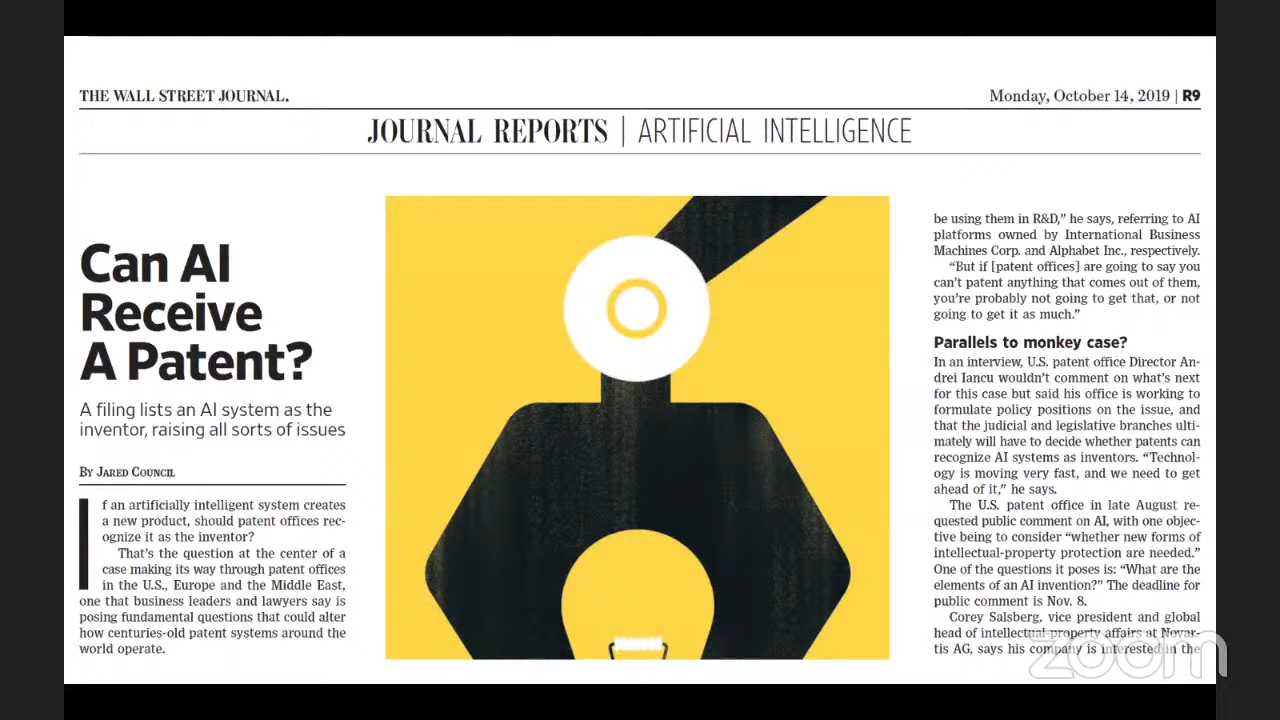 THE WALL STREET JOURNAL.
Monday, October 14, 2019 | R9
JOURNAL REPORTS | ARTIFICIAL INTELLIGENCE
Can AI
Receive
A Patent?
A filing lists an AI system as the
inventor, raising all sorts of issues
BY JARED COUNCIL
If an artificially intelligent system creates
a new product, should patent offices rec-
ognize it as the inventor?
That's the question at the center of a
case making its way through patent offices
in the U.S., Europe and the Middle East,
one that business leaders and lawyers say is
posing fundamental questions that could alter
how centuries-old patent systems around the
world operate.
be using them in R&D,” he says, referring to AI
platforms owned by International Business
Machines Corp. and Alphabet Inc., respectively.
“But if [patent offices] are going to say you
can’t patent anything that comes out of them,
you’re probably not going to get that, or not
going to get it as much.”
Parallels to monkey case?
In an interview, U.S. patent office Director An-
drei Iancu wouldn’t comment on what’s next
for this case but said his office is working to
formulate policy positions on the issue, and
that the judicial and legislative branches ulti-
mately will have to decide whether patents can
recognize AI systems as inventors. “Technol-
ogy is moving very fast, and we need to get
ahead of it,” he says.
The U.S. patent office in late August re-
quested public comment on AI, with one objec-
tive being to consider “whether new forms of
intellectual-property protection are needed.”
One of the questions it poses is: “What are the
elements of an AI invention?” The deadline for
public comment is Nov. 8.
Corey Salsberg, vice president and global
head of intellectual-property affairs at Novar-
tis AG, says his company is interested in the
zoom